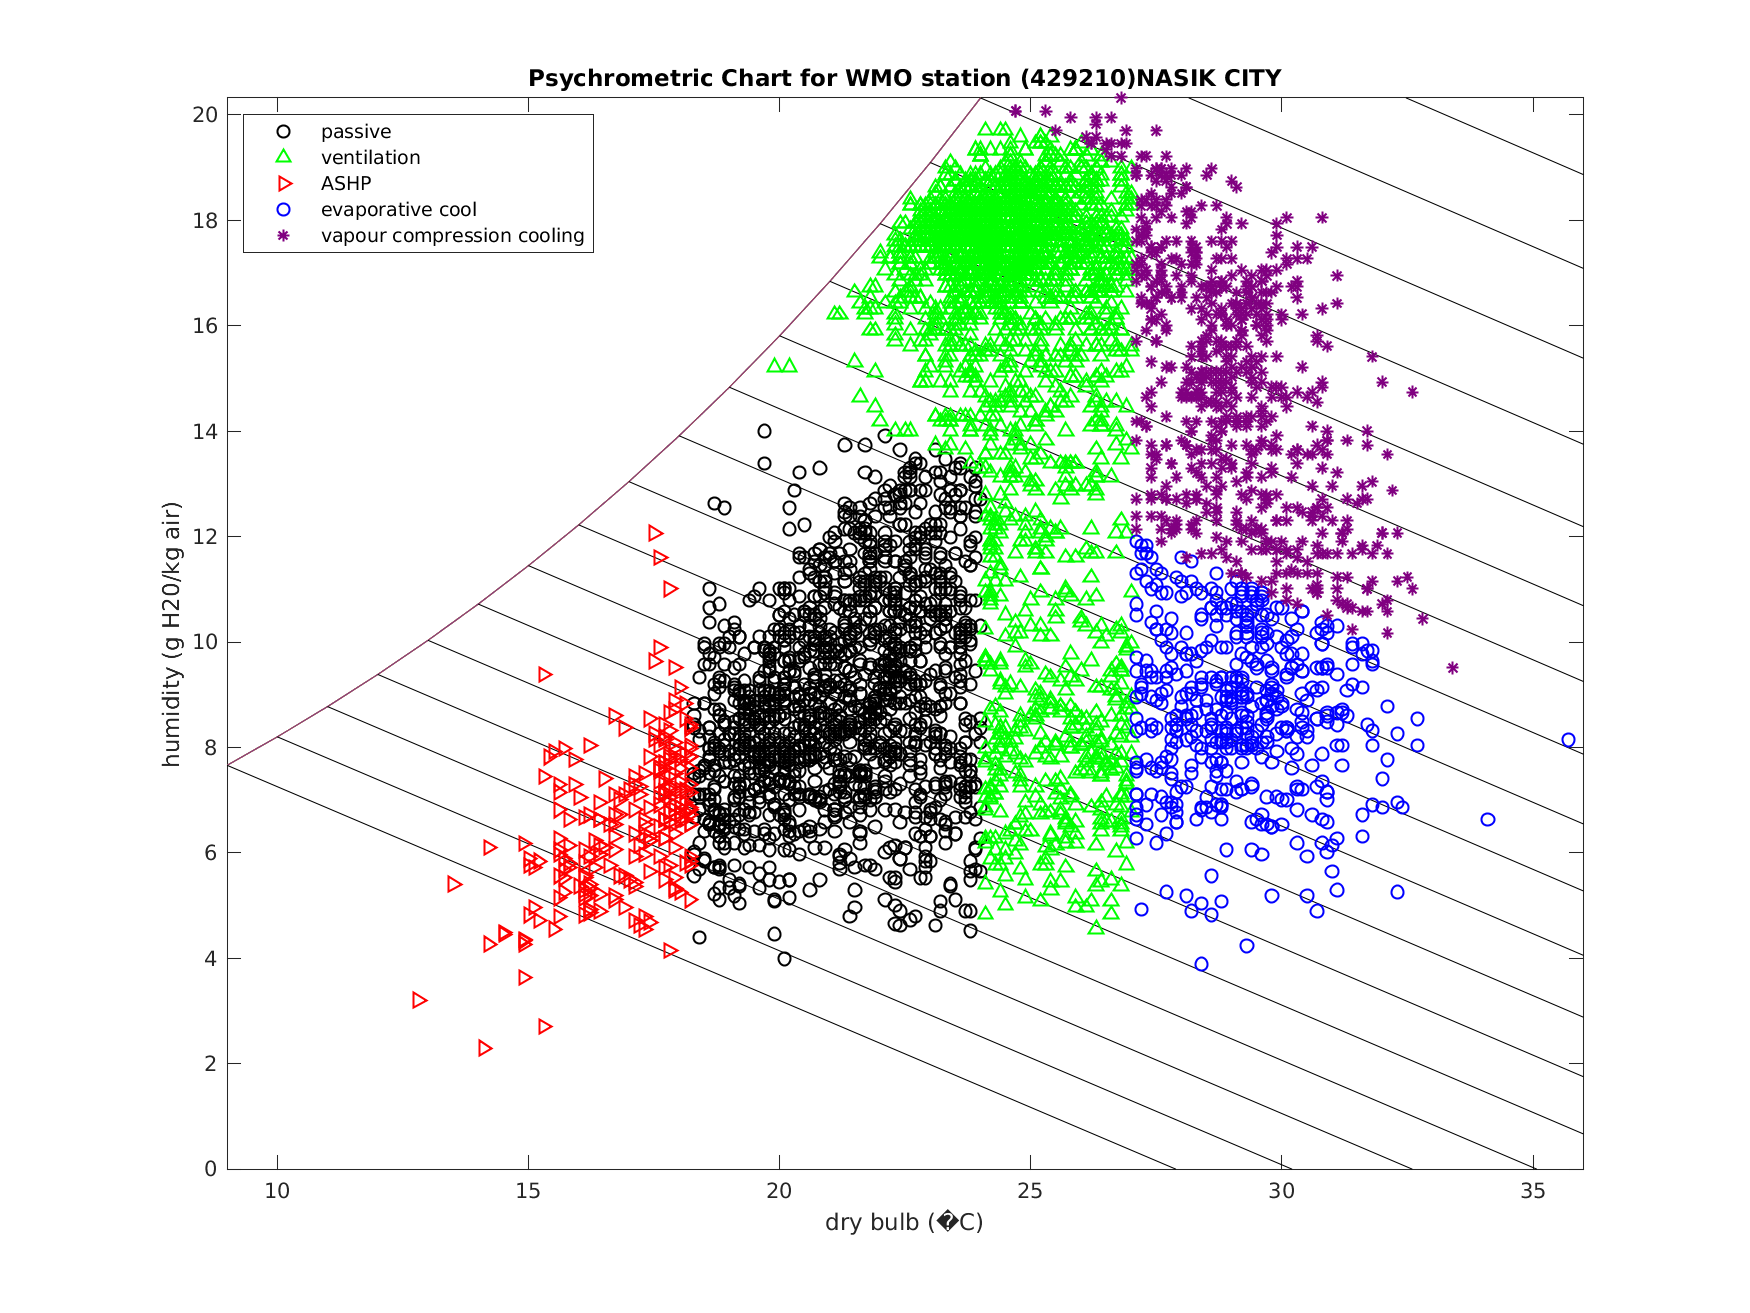 Psychrometric Chart for WMO station (429210)NASIK CITY
passive
ventilation
ASHP
evaporative cool
vapour compression cooling
humidity (g H20/kg air)
20
18
16
14
12
10
8
6
4
2
0
10 15 20 25 30 35
dry bulb (�C)